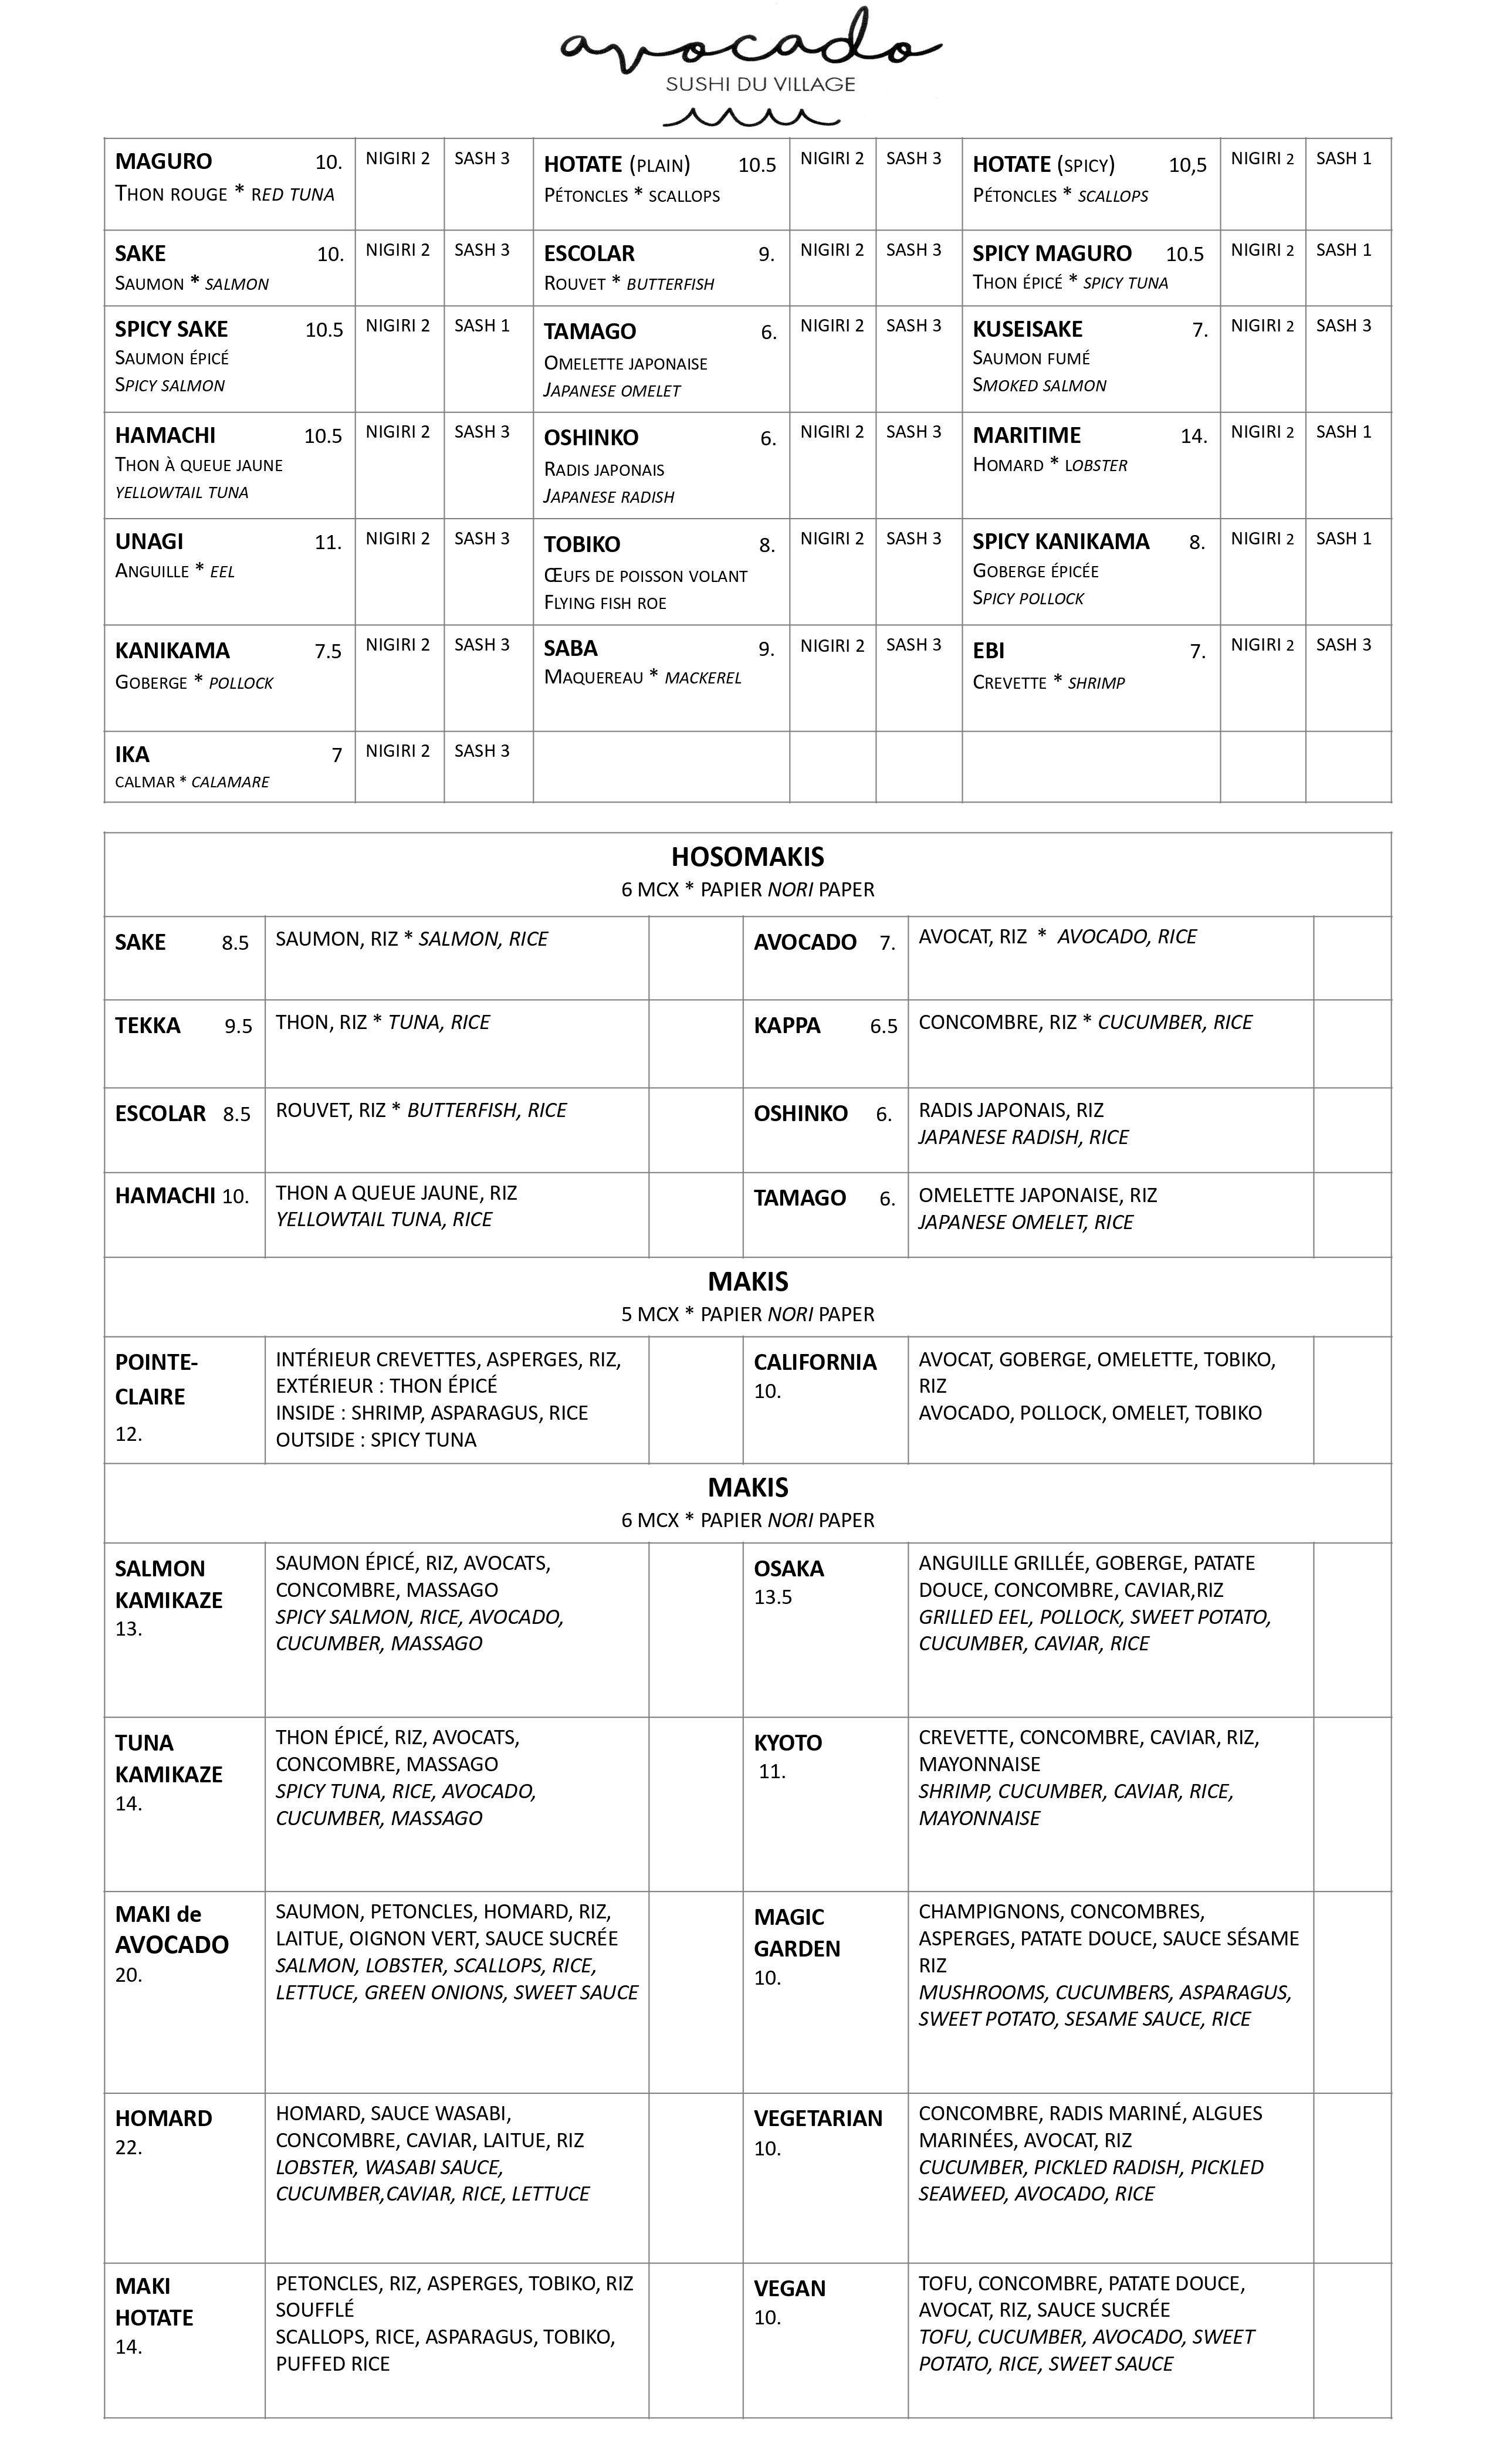 avocado
SUSHI DU VILLAGE
MAGURO 10. NIGIRI 2 SASH 3 HOTATE (PLAIN) 10.5 NIGIRI 2 SASH 3 HOTATE (SPICY) 10,5 NIGIRI 2 SASH 1
THON ROUGE * RED TUNA PÉTONCLES * SCALLOPS PÉTONCLES * SCALLOPS
SAKE 10. NIGIRI 2 SASH 3 ESCOLAR 9. NIGIRI 2 SASH 3 SPICY MAGURO 10.5 NIGIRI 2 SASH 1
SAUMON * SALMON ROUVET * BUTTERFISH THON ÉPICÉ * SPICY TUNA
SPICY SAKE 10.5 NIGIRI 2 SASH 1 TAMAGO 6. NIGIRI 2 SASH 3 KUSEISAKE 7. NIGIRI 2 SASH 3
SAUMON ÉPICÉ OMELETTE JAPONAISE SAUMON FUMÉ
SPICY SALMON JAPANESE OMELET SMOKED SALMON
HAMACHI 10.5 NIGIRI 2 SASH 3 OSHINKO 6. NIGIRI 2 SASH 3 MARITIME 14. NIGIRI 2 SASH 1
THON À QUEUE JAUNE RADIS JAPONAIS HOMARD * LOBSTER
YELLOWTAIL TUNA JAPANESE RADISH
UNAGI 11. NIGIRI 2 SASH 3 TOBIKO 8. NIGIRI 2 SASH 3 SPICY KANIKAMA 8. NIGIRI 2 SASH 1
ANGUILLE * EEL ŒUFS DE POISSON VOLANT GOBERGE ÉPICÉE
FLYING FISH ROE SPICY POLLOCK
KANIKAMA 7.5 NIGIRI 2 SASH 3 SABA 9. NIGIRI 2 SASH 3 EBI 7. NIGIRI 2 SASH 3
GOBERGE * POLLOCK MAQUEREAU * MACKEREL CREVETTE * SHRIMP
IKA 7 NIGIRI 2 SASH 3
CALMAR * CALAMARE
HOSOMAKIS
6 MCX * PAPIER NORI PAPER
SAKE 8.5 SAUMON, RIZ * SALMON, RICE AVOCADO 7. AVOCAT, RIZ * AVOCADO, RICE
TEKKA 9.5 THON, RIZ * TUNA, RICE KAPPA 6.5 CONCOMBRE, RIZ * CUCUMBER, RICE
ESCOLAR 8.5 ROUVET, RIZ * BUTTERFISH, RICE OSHINKO 6. RADIS JAPONAIS, RIZ
JAPANESE RADISH, RICE
HAMACHI 10. THON A QUEUE JAUNE, RIZ TAMAGO 6. OMELETTE JAPONAISE, RIZ
YELLOWTAIL TUNA, RICE JAPANESE OMELET, RICE
MAKIS
5 MCX * PAPIER NORI PAPER
POINTE-
CLAIRE
12.
INTÉRIEUR CREVETTES, ASPERGES, RIZ,
EXTÉRIEUR : THON ÉPICÉ
INSIDE : SHRIMP, ASPARAGUS, RICE
OUTSIDE : SPICY TUNA
CALIFORNIA
10.
AVOCAT, GOBERGE, OMELETTE, TOBIKO,
RIZ
AVOCADO, POLLOCK, OMELET, TOBIKO
MAKIS
6 MCX * PAPIER NORI PAPER
SALMON
KAMIKAZE
13.
SAUMON ÉPICÉ, RIZ, AVOCATS,
CONCOMBRE, MASSAGO
SPICY SALMON, RICE, AVOCADO,
CUCUMBER, MASSAGO
OSAKA
13.5
ANGUILLE GRILLÉE, GOBERGE, PATATE
DOUCE, CONCOMBRE, CAVIAR,RIZ
GRILLED EEL, POLLOCK, SWEET POTATO,
CUCUMBER, CAVIAR, RICE
TUNA
KAMIKAZE
14.
THON ÉPICÉ, RIZ, AVOCATS,
CONCOMBRE, MASSAGO
SPICY TUNA, RICE, AVOCADO,
CUCUMBER, MASSAGO
KYOTO
11.
CREVETTE, CONCOMBRE, CAVIAR, RIZ,
MAYONNAISE
SHRIMP, CUCUMBER, CAVIAR, RICE,
MAYONNAISE
MAKI de
AVOCADO
20.
SAUMON, PETONCLES, HOMARD, RIZ,
LAITUE, OIGNON VERT, SAUCE SUCRÉE
SALMON, LOBSTER, SCALLOPS, RICE,
LETTUCE, GREEN ONIONS, SWEET SAUCE
MAGIC
GARDEN
10.
CHAMPIGNONS, CONCOMBRES,
ASPERGES, PATATE DOUCE, SAUCE SÉSAME
RIZ
MUSHROOMS, CUCUMBERS, ASPARAGUS,
SWEET POTATO, SESAME SAUCE, RICE
HOMARD
22.
HOMARD, SAUCE WASABI,
CONCOMBRE, CAVIAR, LAITUE, RIZ
LOBSTER, WASABI SAUCE,
CUCUMBER,CAVIAR, RICE, LETTUCE
VEGETARIAN
10.
CONCOMBRE, RADIS MARINÉ, ALGUES
MARINÉES, AVOCAT, RIZ
CUCUMBER, PICKLED RADISH, PICKLED
SEAWEED, AVOCADO, RICE
MAKI
HOTATE
14.
PETONCLES, RIZ, ASPERGES, TOBIKO, RIZ
SOUFFLÉ
SCALLOPS, RICE, ASPARAGUS, TOBIKO,
PUFFED RICE
VEGAN
10.
TOFU, CONCOMBRE, PATATE DOUCE,
AVOCAT, RIZ, SAUCE SUCRÉE
TOFU, CUCUMBER, AVOCADO, SWEET
POTATO, RICE, SWEET SAUCE